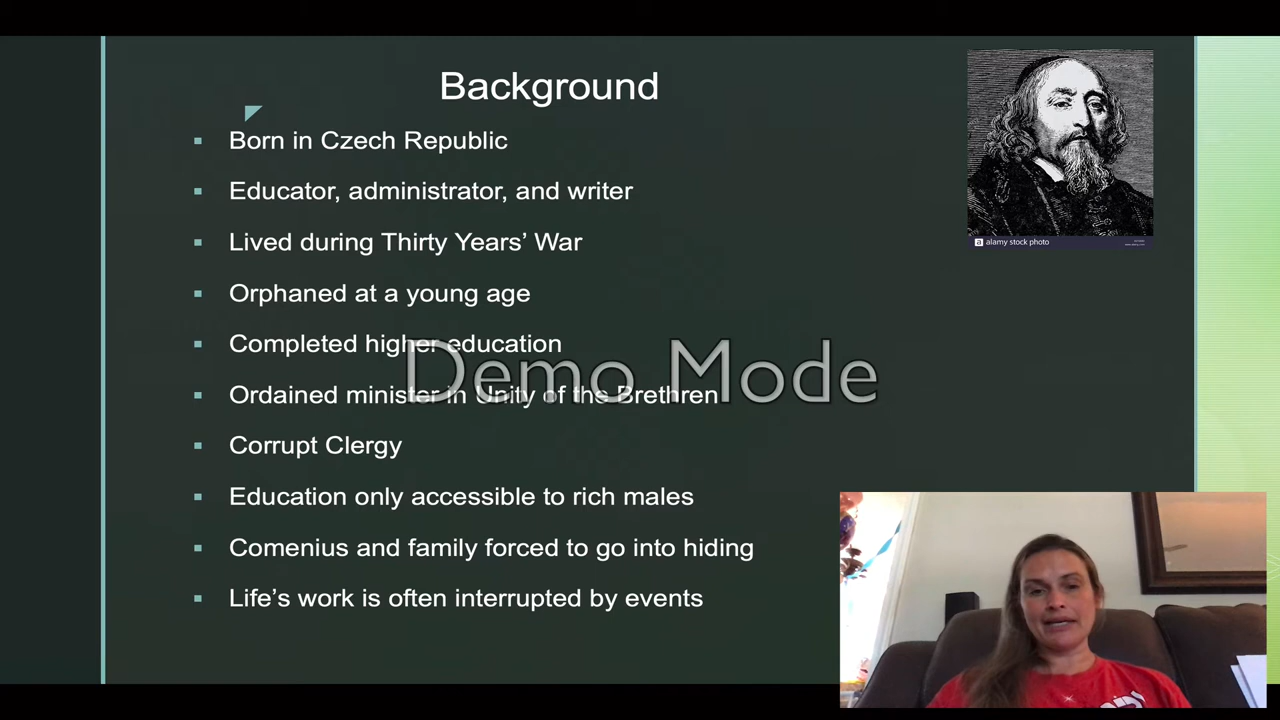 Background
Born in Czech Republic
Educator, administrator, and writer
Lived during Thirty Years’ War
Orphaned at a young age
Completed higher education
Ordained minister in Unity of the Brethren
Corrupt Clergy
Education only accessible to rich males
Comenius and family forced to go into hiding
Life’s work is often interrupted by events
Demo Mode
a alamy stock photo